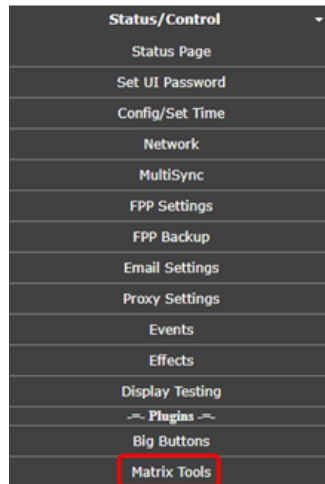 Status/Control
Status Page
Set UI Password
Config/Set Time
Network
MultiSync
FPP Settings
FPP Backup
Email Settings
Proxy Settings
Events
Effects
Display Testing
-=- Plugins -=-
Big Buttons
Matrix Tools